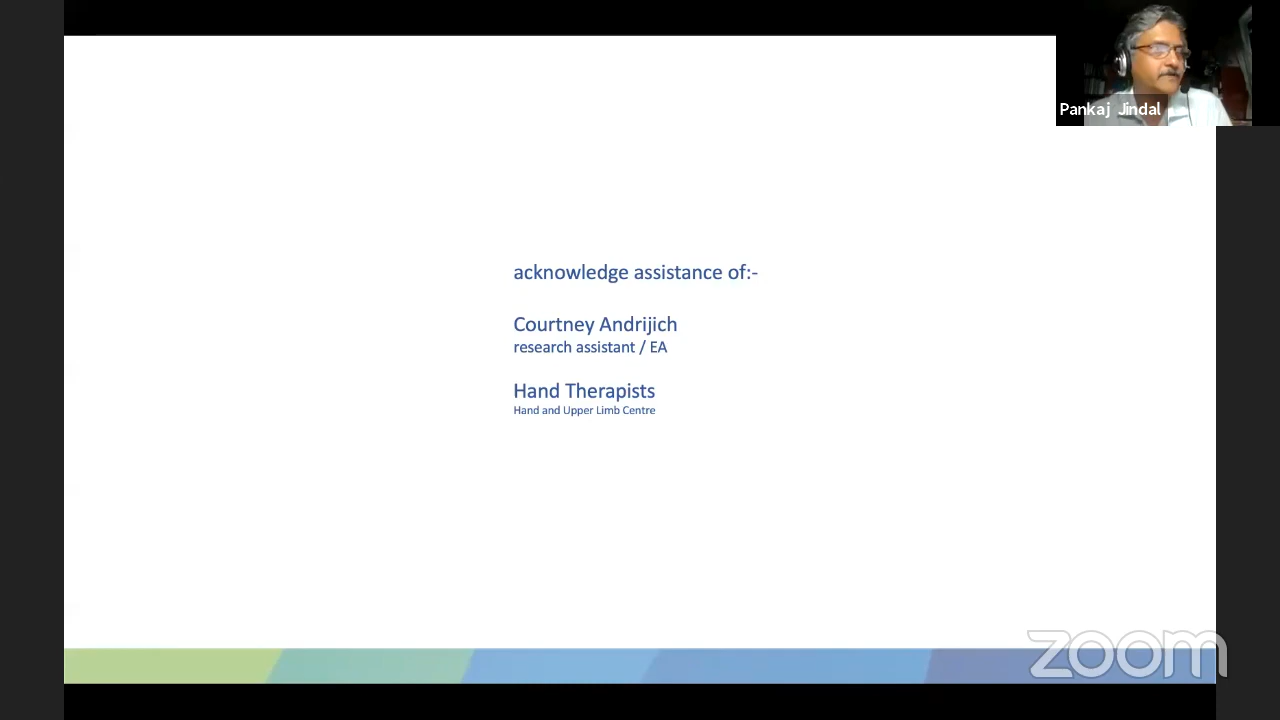 Pankaj Jindal
acknowledge assistance of:-
Courtney Andrijich
research assistant / EA
Hand Therapists
Hand and Upper Limb Centre
zoom